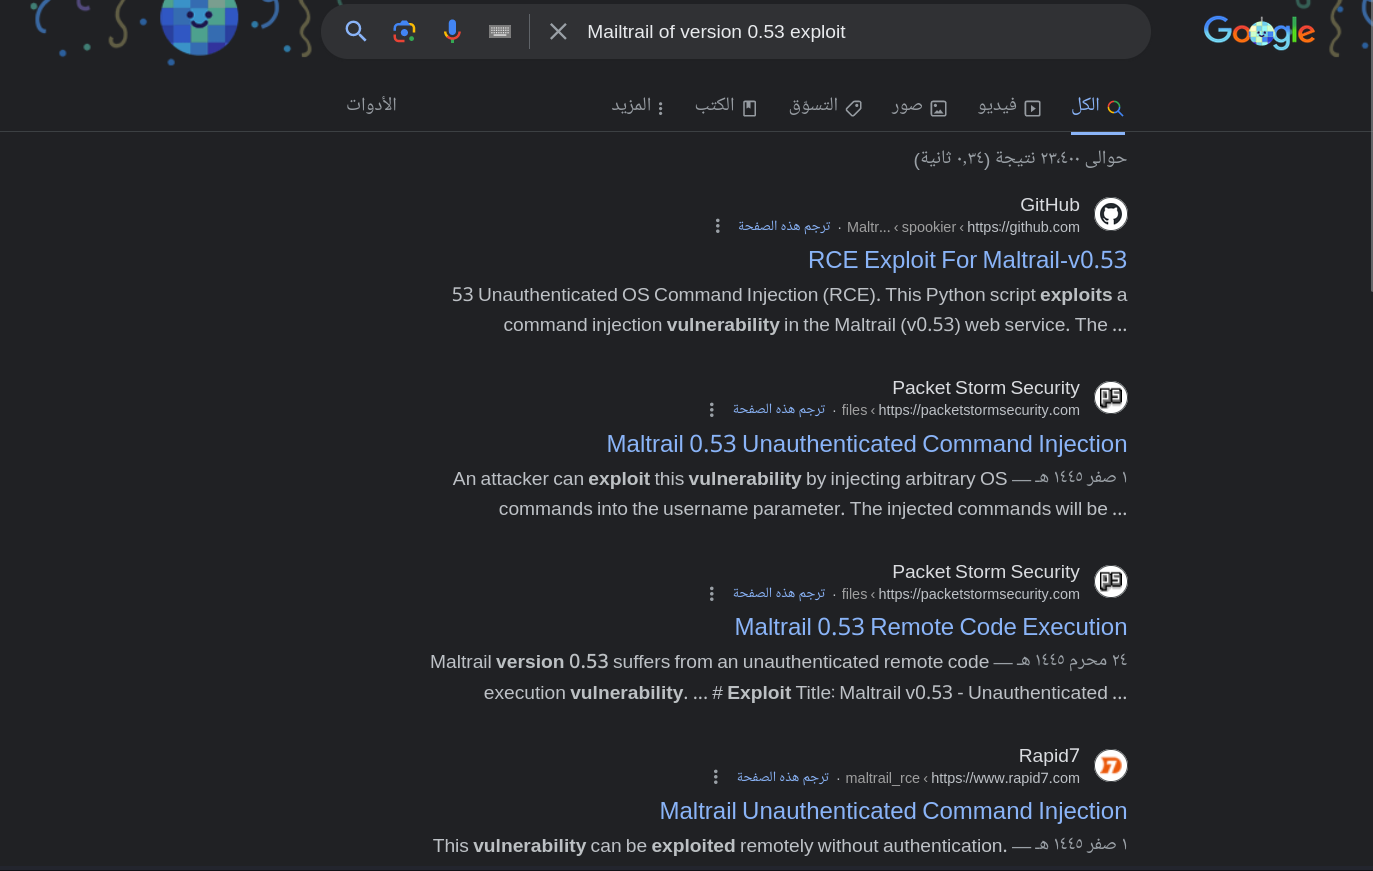 Mailtrail of version 0.53 exploit
Google
الكل فيديو صور التسوّق الكتب المزيد الأدوات
حوالى ٢٣،٤٠٠ نتيجة (٠,٣٤ ثانية)
GitHub
https://github.com › spookier › Maltr... · ترجم هذه الصفحة
RCE Exploit For Maltrail-v0.53
53 Unauthenticated OS Command Injection (RCE). This Python script exploits a
command injection vulnerability in the Maltrail (v0.53) web service. The ...
Packet Storm Security
https://packetstormsecurity.com › files · ترجم هذه الصفحة
Maltrail 0.53 Unauthenticated Command Injection
١ صفر ١٤٤٥ هـ — An attacker can exploit this vulnerability by injecting arbitrary OS
commands into the username parameter. The injected commands will be ...
Packet Storm Security
https://packetstormsecurity.com › files · ترجم هذه الصفحة
Maltrail 0.53 Remote Code Execution
٢٤ محرم ١٤٤٥ هـ — Maltrail version 0.53 suffers from an unauthenticated remote code
execution vulnerability. ... # Exploit Title: Maltrail v0.53 - Unauthenticated ...
Rapid7
https://www.rapid7.com › maltrail_rce · ترجم هذه الصفحة
Maltrail Unauthenticated Command Injection
١ صفر ١٤٤٥ هـ — This vulnerability can be exploited remotely without authentication.